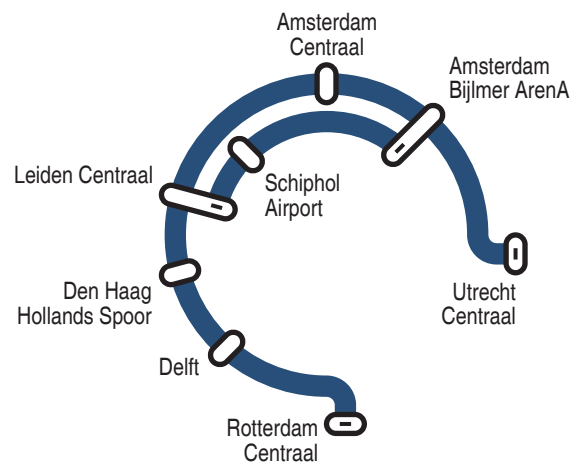 Amsterdam
Centraal
Amsterdam
Bijlmer ArenA
Leiden Centraal
Schiphol
Airport
Den Haag
Hollands Spoor
Utrecht
Centraal
Delft
Rotterdam
Centraal